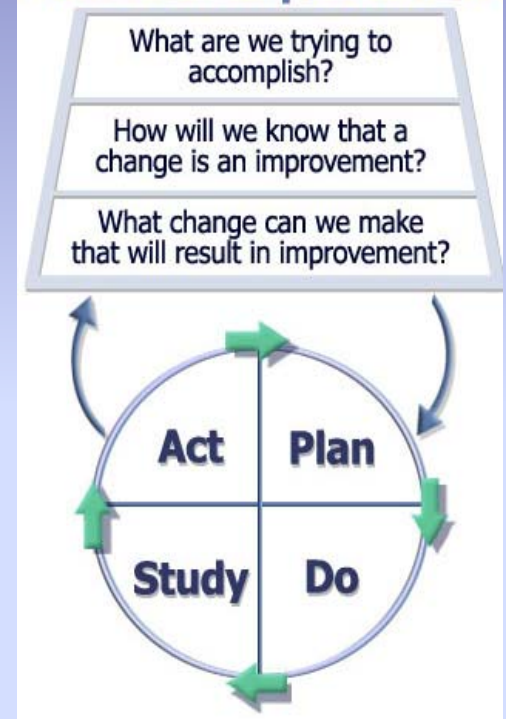 What are we trying to
accomplish?
How will we know that a
change is an improvement?
What change can we make
that will result in improvement?
Act Plan
Study Do